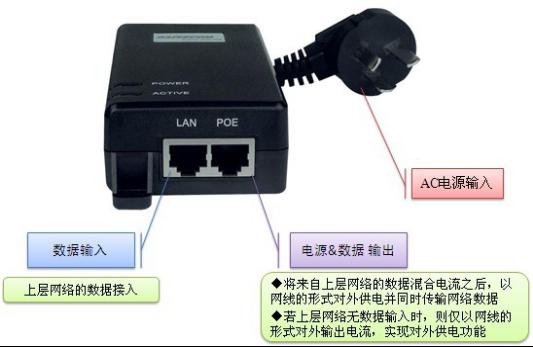 POWER
ACTIVE
LAN POE
AC电源输入
数据输入
电源&数据 输出
上层网络的数据接入
◆将来自上层网络的数据混合电流之后，以
网线的形式对外供电并同时传输网络数据
◆若上层网络无数据输入时，则仅以网线的
形式对外输出电流，实现对外供电功能